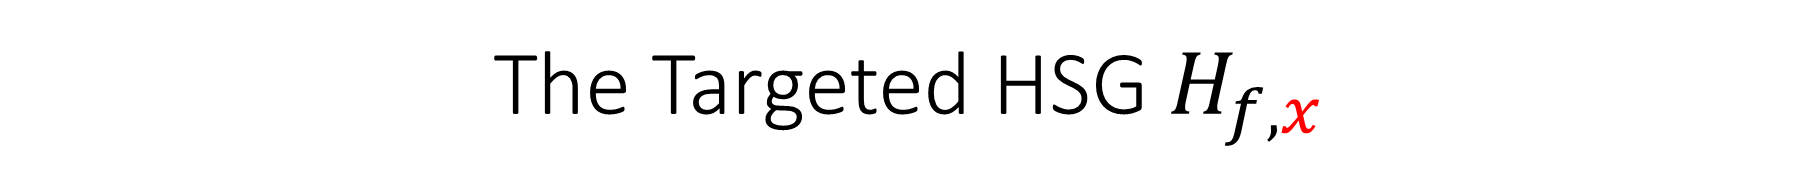 The Targeted HSG $H_{f,x}$